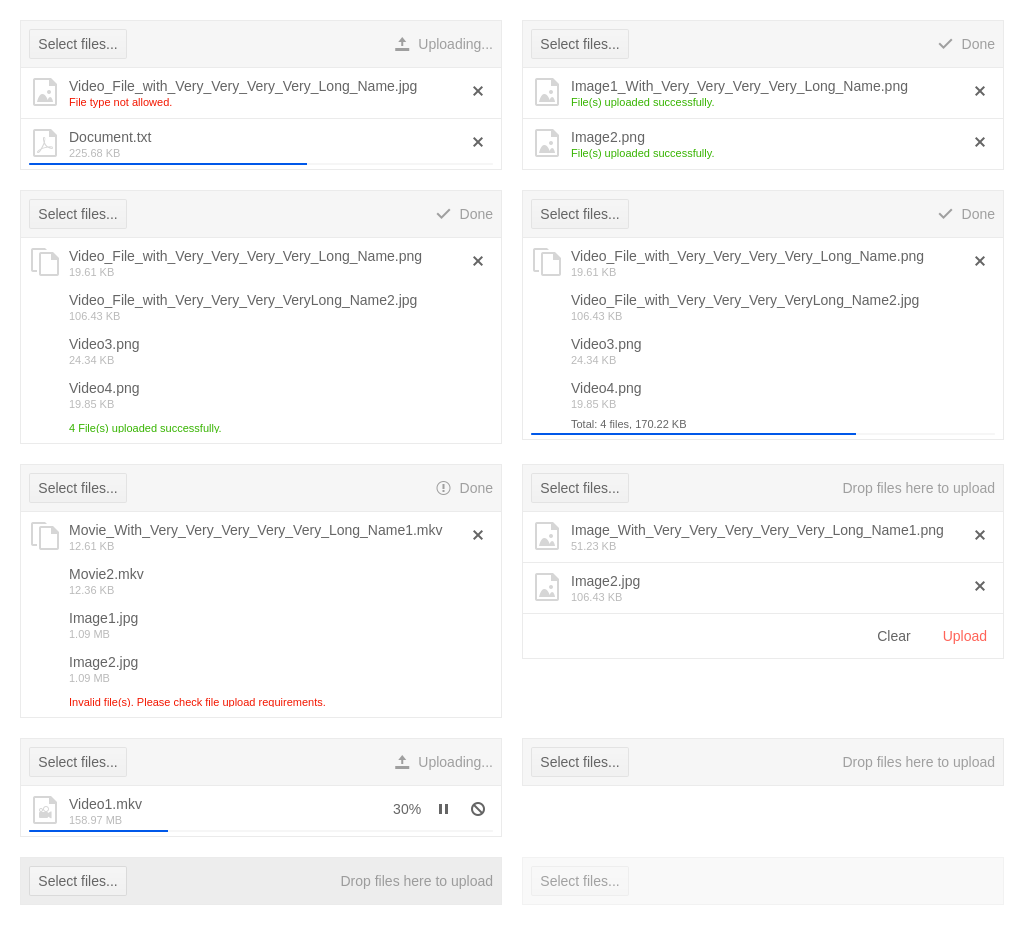 Select files...
Uploading...
Video_File_with_Very_Very_Very_Very_Long_Name.jpg
File type not allowed.
Document.txt
225.68 KB
Select files...
Done
Image1_With_Very_Very_Very_Very_Long_Name.png
File(s) uploaded successfully.
Image2.png
File(s) uploaded successfully.
Select files...
Done
Video_File_with_Very_Very_Very_Very_Long_Name.png
19.61 KB
Video_File_with_Very_Very_Very_VeryLong_Name2.jpg
106.43 KB
Video3.png
24.34 KB
Video4.png
19.85 KB
4 File(s) uploaded successfully.
Select files...
Done
Video_File_with_Very_Very_Very_Very_Long_Name.png
19.61 KB
Video_File_with_Very_Very_Very_VeryLong_Name2.jpg
106.43 KB
Video3.png
24.34 KB
Video4.png
19.85 KB
Total: 4 files, 170.22 KB
Select files...
Done
Movie_With_Very_Very_Very_Very_Very_Long_Name1.mkv
12.61 KB
Movie2.mkv
12.36 KB
Image1.jpg
1.09 MB
Image2.jpg
1.09 MB
Invalid file(s). Please check file upload requirements.
Select files...
Drop files here to upload
Image_With_Very_Very_Very_Very_Very_Long_Name1.png
51.23 KB
Image2.jpg
106.43 KB
Clear
Upload
Select files...
Uploading...
Video1.mkv
158.97 MB
30%
Select files...
Drop files here to upload
Select files...
Drop files here to upload
Select files...